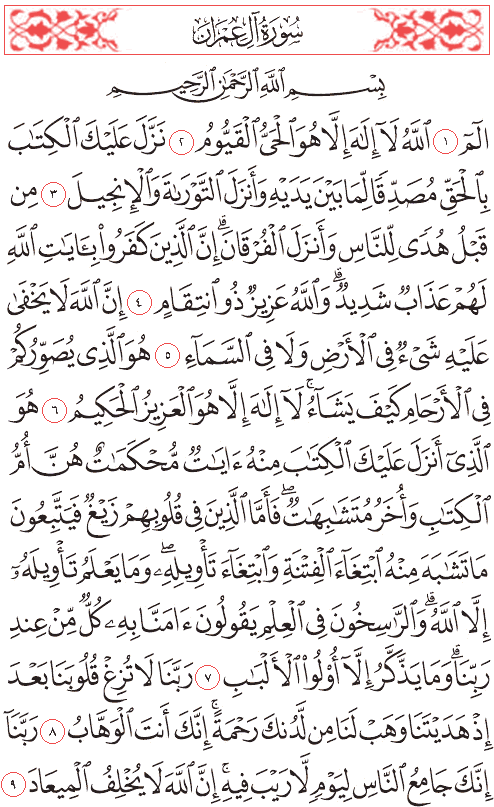 سُورَةُ آلِ عِمْرَانَ
بِسْمِ ٱللَّهِ ٱلرَّحْمَٰنِ ٱلرَّحِيمِ
الٓمٓ ١ ٱللَّهُ لَآ إِلَٰهَ إِلَّا هُوَ ٱلْحَىُّ ٱلْقَيُّومُ ٢ نَزَّلَ عَلَيْكَ ٱلْكِتَٰبَ
بِٱلْحَقِّ مُصَدِّقًا لِّمَا بَيْنَ يَدَيْهِ وَأَنزَلَ ٱلتَّوْرَىٰةَ وَٱلْإِنجِيلَ ٣ مِن
قَبْلُ هُدًى لِّلنَّاسِ وَأَنزَلَ ٱلْفُرْقَانَ ۗ إِنَّ ٱلَّذِينَ كَفَرُوا۟ بِـَٔايَٰتِ ٱللَّهِ
لَهُمْ عَذَابٌ شَدِيدٌ ۗ وَٱللَّهُ عَزِيزٌ ذُو ٱنتِقَامٍ ٤ إِنَّ ٱللَّهَ لَا يَخْفَىٰ
عَلَيْهِ شَىْءٌ فِى ٱلْأَرْضِ وَلَا فِى ٱلسَّمَآءِ ٥ هُوَ ٱلَّذِى يُصَوِّرُكُمْ
فِى ٱلْأَرْحَامِ كَيْفَ يَشَآءُ ۚ لَآ إِلَٰهَ إِلَّا هُوَ ٱلْعَزِيزُ ٱلْحَكِيمُ ٦ هُوَ
ٱلَّذِىٓ أَنزَلَ عَلَيْكَ ٱلْكِتَٰبَ مِنْهُ ءَايَٰتٌ مُّحْكَمَٰتٌ هُنَّ أُمُّ
ٱلْكِتَٰبِ وَأُخَرُ مُتَشَٰبِهَٰتٌ ۖ فَأَمَّا ٱلَّذِينَ فِى قُلُوبِهِمْ زَيْغٌ فَيَتَّبِعُونَ
مَا تَشَٰبَهَ مِنْهُ ٱبْتِغَآءَ ٱلْفِتْنَةِ وَٱبْتِغَآءَ تَأْوِيلِهِۦ ۖ وَمَا يَعْلَمُ تَأْوِيلَهُۥٓ
إِلَّا ٱللَّهُ ۗ وَٱلرَّٰسِخُونَ فِى ٱلْعِلْمِ يَقُولُونَ ءَامَنَّا بِهِۦ كُلٌّ مِّنْ عِندِ
رَبِّنَا ۗ وَمَا يَذَّكَّرُ إِلَّآ أُو۟لُوا۟ ٱلْأَلْبَٰبِ ٧ رَبَّنَا لَا تُزِغْ قُلُوبَنَا بَعْدَ
إِذْ هَدَيْتَنَا وَهَبْ لَنَا مِن لَّدُنكَ رَحْمَةً ۚ إِنَّكَ أَنتَ ٱلْوَهَّابُ ٨ رَبَّنَآ
إِنَّكَ جَامِعُ ٱلنَّاسِ لِيَوْمٍ لَّا رَيْبَ فِيهِ ۚ إِنَّ ٱللَّهَ لَا يُخْلِفُ ٱلْمِيعَادَ ٩